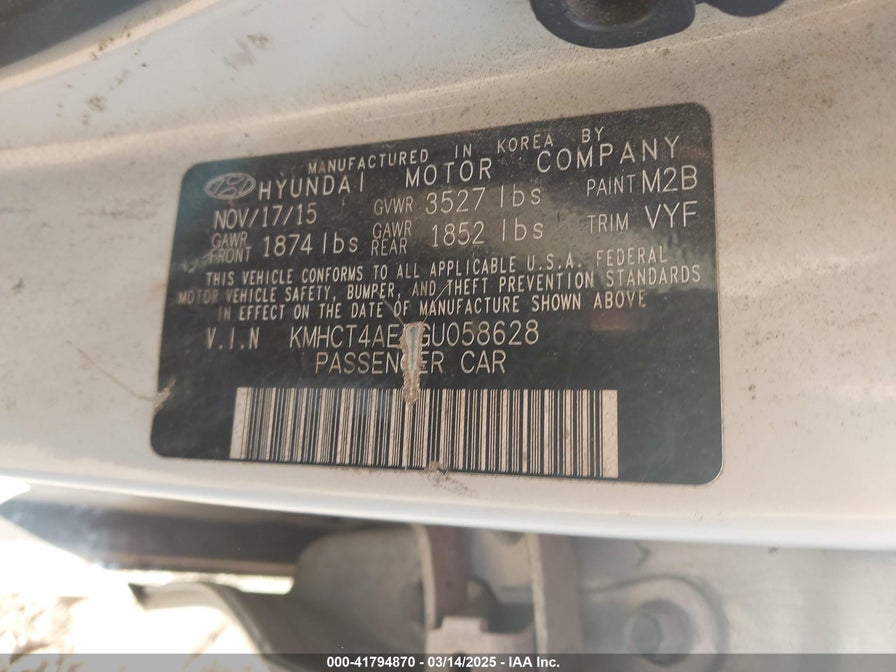 MANUFACTURED IN KOREA BY
HYUNDAI MOTOR COMPANY
NOV/17/15 GVWR 3527 lbs PAINT M2B
GAWR FRONT 1874 lbs GAWR REAR 1852 lbs TRIM VYF
THIS VEHICLE CONFORMS TO ALL APPLICABLE U.S.A. FEDERAL
MOTOR VEHICLE SAFETY, BUMPER, AND THEFT PREVENTION STANDARDS
IN EFFECT ON THE DATE OF MANUFACTURE SHOWN ABOVE
V.I.N KMHCT4AE GU058628
PASSENGER CAR
000-41794870 - 03/14/2025 - IAA Inc.